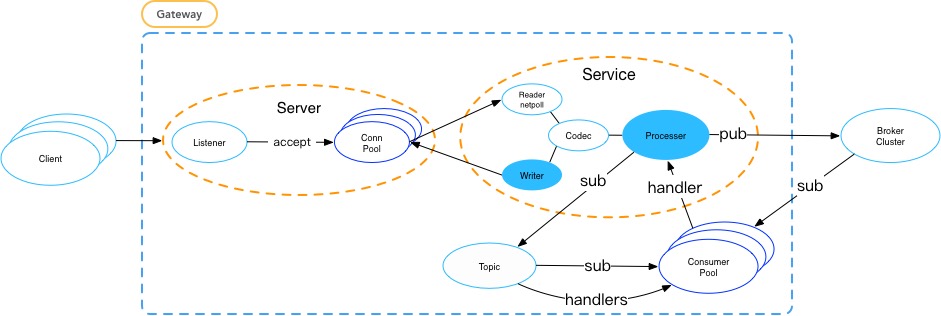 Gateway
Server
Service
Client
Listener
accept
Conn
Pool
Reader
netpoll
Codec
Writer
Processer
pub
Broker
Cluster
sub
handler
sub
Topic
sub
handlers
Consumer
Pool